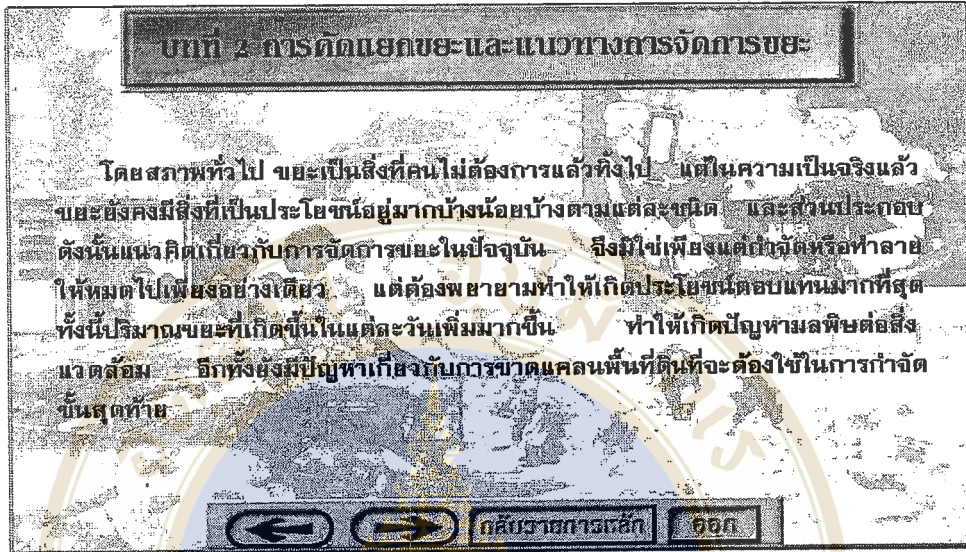 บทที่ 2 การคัดแยกขยะและแนวทางการจัดการขยะ
โดยสภาพทั่วไป ขยะเป็นสิ่งที่คนไม่ต้องการแล้วทิ้งไป แต่ในความเป็นจริงแล้ว
ขยะยังคงมีสิ่งที่เป็นประโยชน์อยู่มากบ้างน้อยบ้างตามแต่ละชนิด และส่วนประกอบ
ดังนั้นแนวคิดเกี่ยวกับการจัดการขยะในปัจจุบัน จึงมิใช่เพียงแต่กำจัดหรือทำลาย
ให้หมดไปเพียงอย่างเดียว แต่ต้องพยายามทำให้เกิดประโยชน์ตอบแทนมากที่สุด
ทั้งนี้ปริมาณขยะที่เกิดขึ้นในแต่ละวันเพิ่มมากขึ้น ทำให้เกิดปัญหามลพิษต่อสิ่ง
แวดล้อม อีกทั้งยังมีปัญหาเกี่ยวกับการขาดแคลนพื้นที่ดินที่จะต้องใช้ในการกำจัด
ขั้นสุดท้าย
กลับรายการหลัก ออก